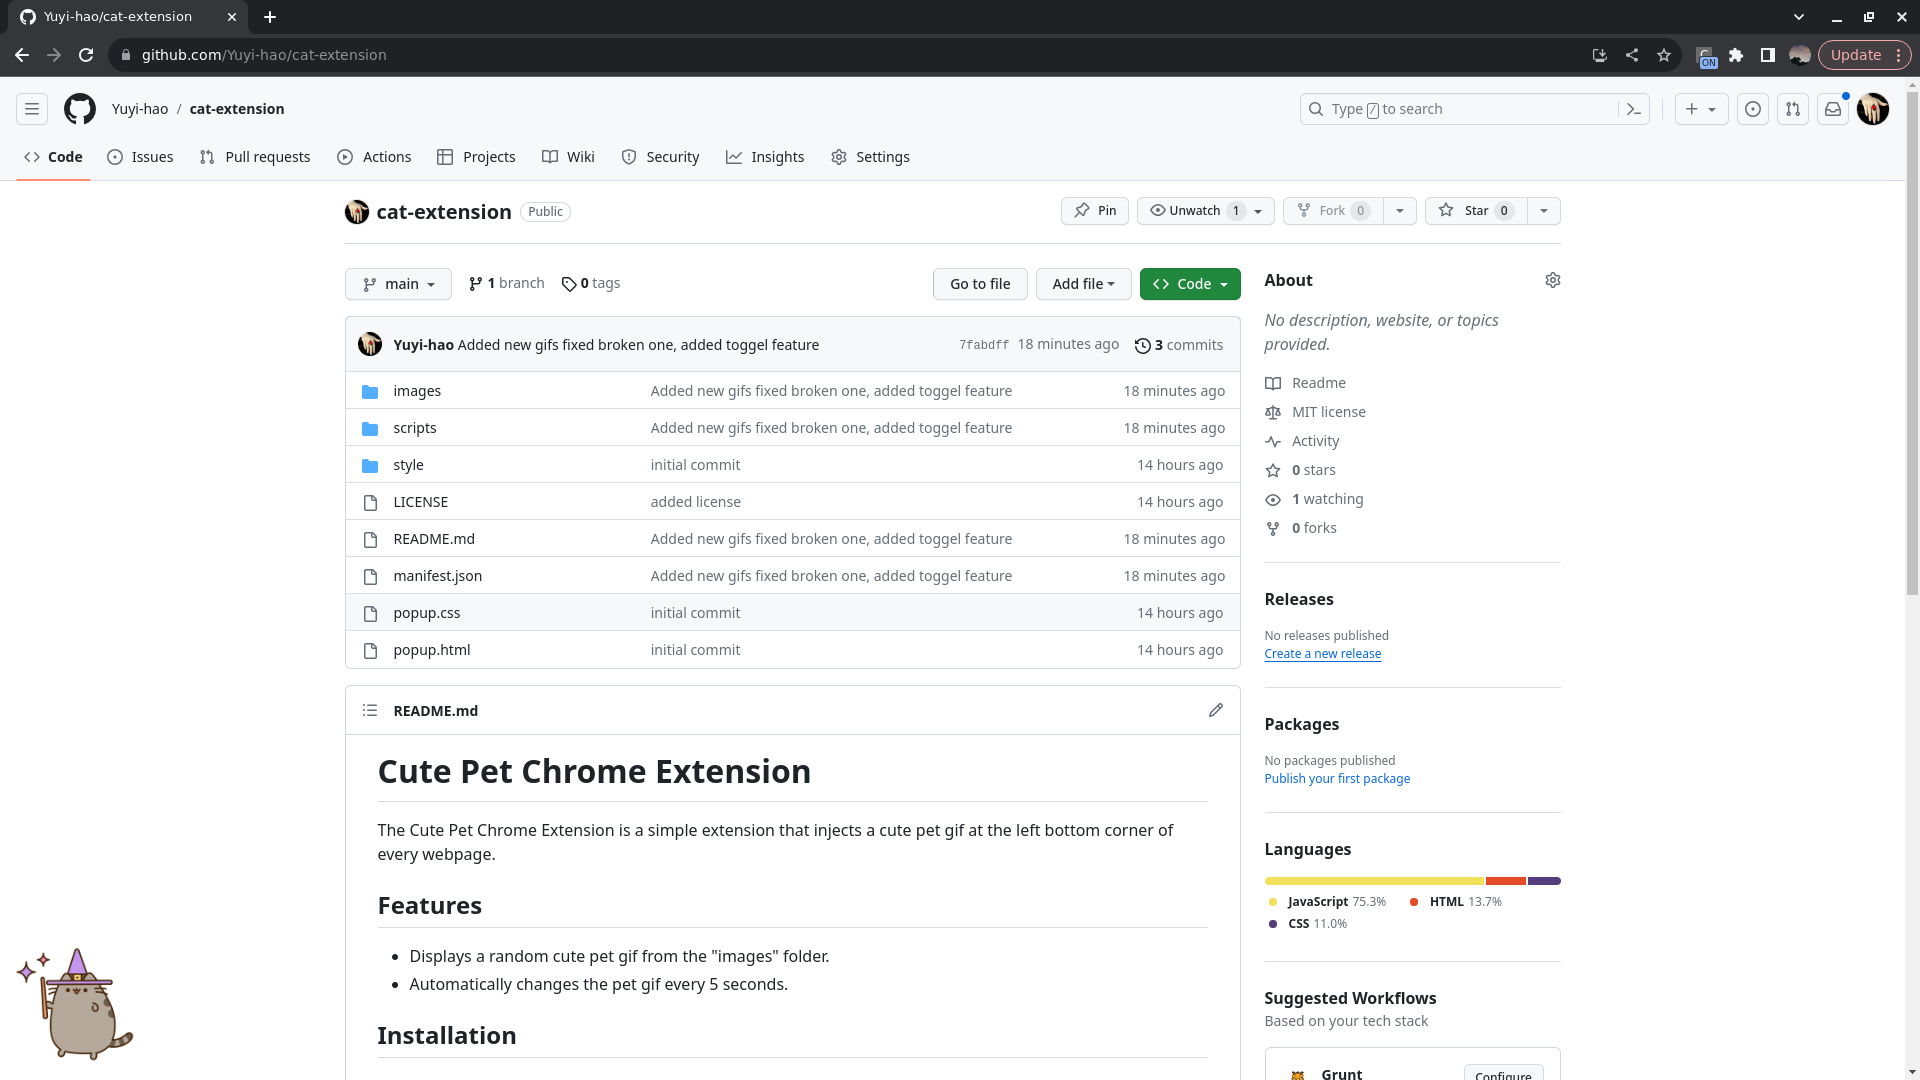 Yuyi-hao/cat-extension
github.com/Yuyi-hao/cat-extension
ON
Update
Yuyi-hao / cat-extension
Type / to search
Code
Issues
Pull requests
Actions
Projects
Wiki
Security
Insights
Settings
cat-extension Public
Pin
Unwatch 1
Fork 0
Star 0
main
1 branch
0 tags
Go to file
Add file
Code
Yuyi-hao Added new gifs fixed broken one, added toggel feature
7fabdff 18 minutes ago
3 commits
images Added new gifs fixed broken one, added toggel feature 18 minutes ago
scripts Added new gifs fixed broken one, added toggel feature 18 minutes ago
style initial commit 14 hours ago
LICENSE added license 14 hours ago
README.md Added new gifs fixed broken one, added toggel feature 18 minutes ago
manifest.json Added new gifs fixed broken one, added toggel feature 18 minutes ago
popup.css initial commit 14 hours ago
popup.html initial commit 14 hours ago
README.md
Cute Pet Chrome Extension
The Cute Pet Chrome Extension is a simple extension that injects a cute pet gif at the left bottom corner of
every webpage.
Features
Displays a random cute pet gif from the "images" folder.
Automatically changes the pet gif every 5 seconds.
Installation
About
No description, website, or topics
provided.
Readme
MIT license
Activity
0 stars
1 watching
0 forks
Releases
No releases published
Create a new release
Packages
No packages published
Publish your first package
Languages
JavaScript 75.3%
HTML 13.7%
CSS 11.0%
Suggested Workflows
Based on your tech stack
Grunt
Configure